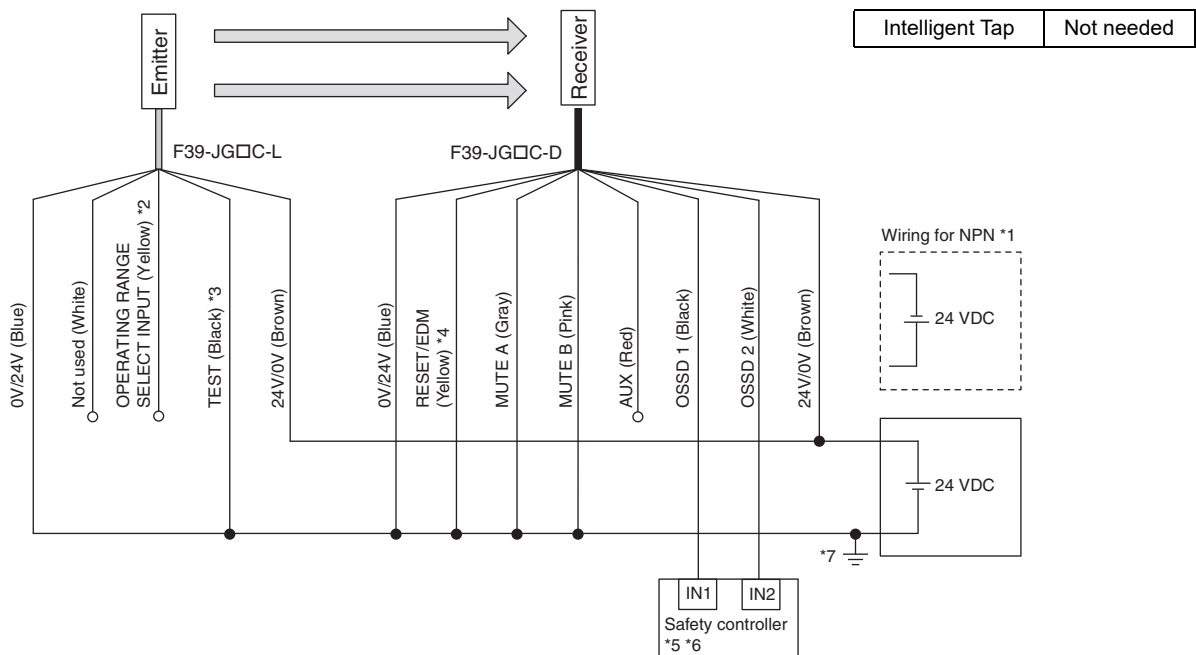 Intelligent Tap Not needed
Emitter
Receiver
F39-JG□C-L
F39-JG□C-D
0V/24V (Blue)
Not used (White)
OPERATING RANGE
SELECT INPUT (Yellow) *2
TEST (Black) *3
24V/0V (Brown)
0V/24V (Blue)
RESET/EDM
(Yellow) *4
MUTE A (Gray)
MUTE B (Pink)
AUX (Red)
OSSD 1 (Black)
OSSD 2 (White)
24V/0V (Brown)
Wiring for NPN *1
24 VDC
24 VDC
*7
IN1 IN2
Safety controller
*5 *6